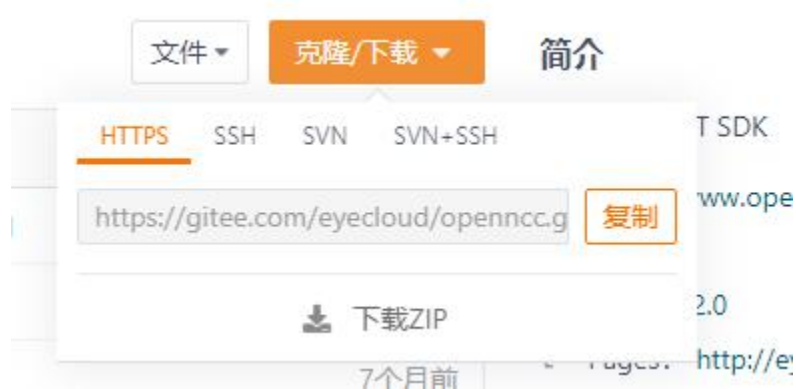 文件
克隆/下载
简介
HTTPS SSH SVN SVN+SSH
T SDK
https://gitee.com/eyecloud/openncc.g
复制
www.ope
下载ZIP
2.0
Pages:
http://ey
7个月前